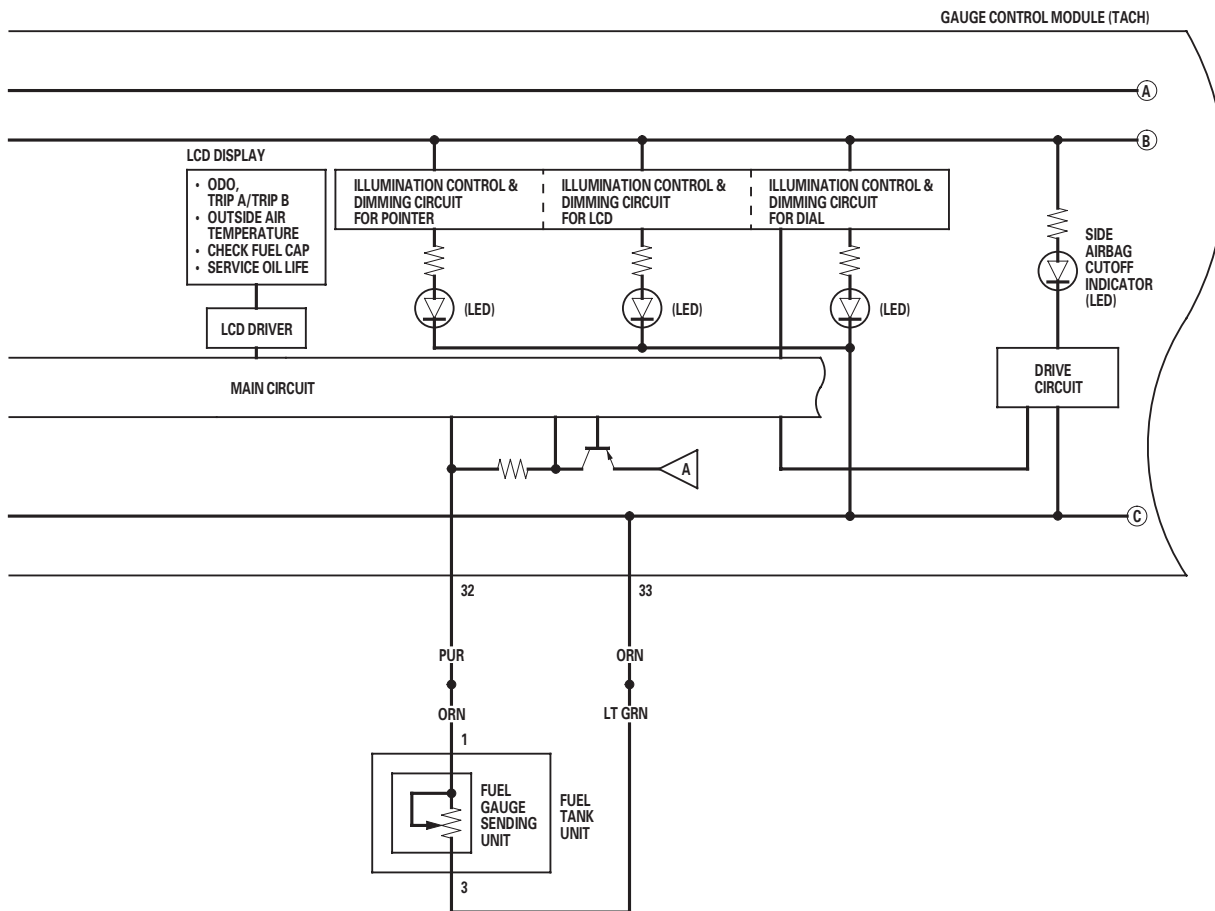 GAUGE CONTROL MODULE (TACH)
A
B
LCD DISPLAY
• ODO,
TRIP A/TRIP B
• OUTSIDE AIR
TEMPERATURE
• CHECK FUEL CAP
• SERVICE OIL LIFE
ILLUMINATION CONTROL &
DIMMING CIRCUIT
FOR POINTER
ILLUMINATION CONTROL &
DIMMING CIRCUIT
FOR LCD
ILLUMINATION CONTROL &
DIMMING CIRCUIT
FOR DIAL
SIDE
AIRBAG
CUTOFF
INDICATOR
(LED)
(LED)
(LED)
(LED)
LCD DRIVER
MAIN CIRCUIT
DRIVE
CIRCUIT
A
C
32
33
PUR
ORN
ORN
LT GRN
1
FUEL
GAUGE
SENDING
UNIT
FUEL
TANK
UNIT
3